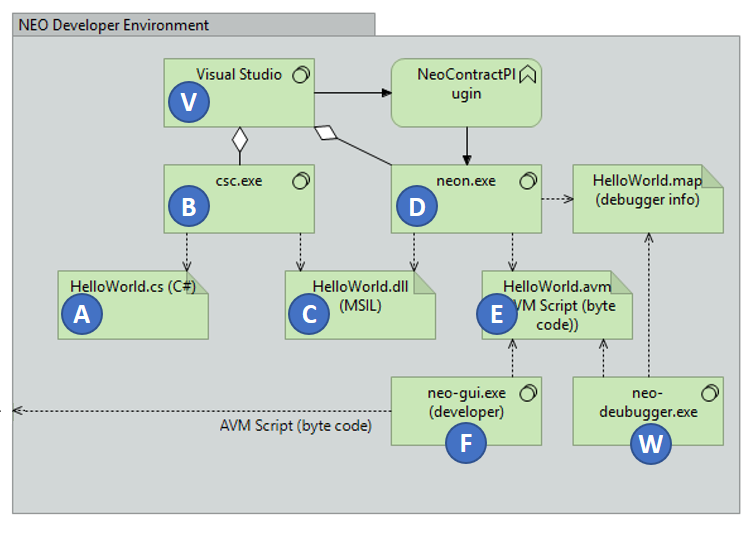 NEO Developer Environment
Visual Studio
V
NeoContractPl
ugin
csc.exe
B
neon.exe
D
HelloWorld.map
(debugger info)
HelloWorld.cs (C#)
A
HelloWorld.dll
(MSIL)
C
HelloWorld.avm
AVM Script (byte
code))
E
neo-gui.exe
(developer)
F
neo-
deubugger.exe
W
AVM Script (byte code)